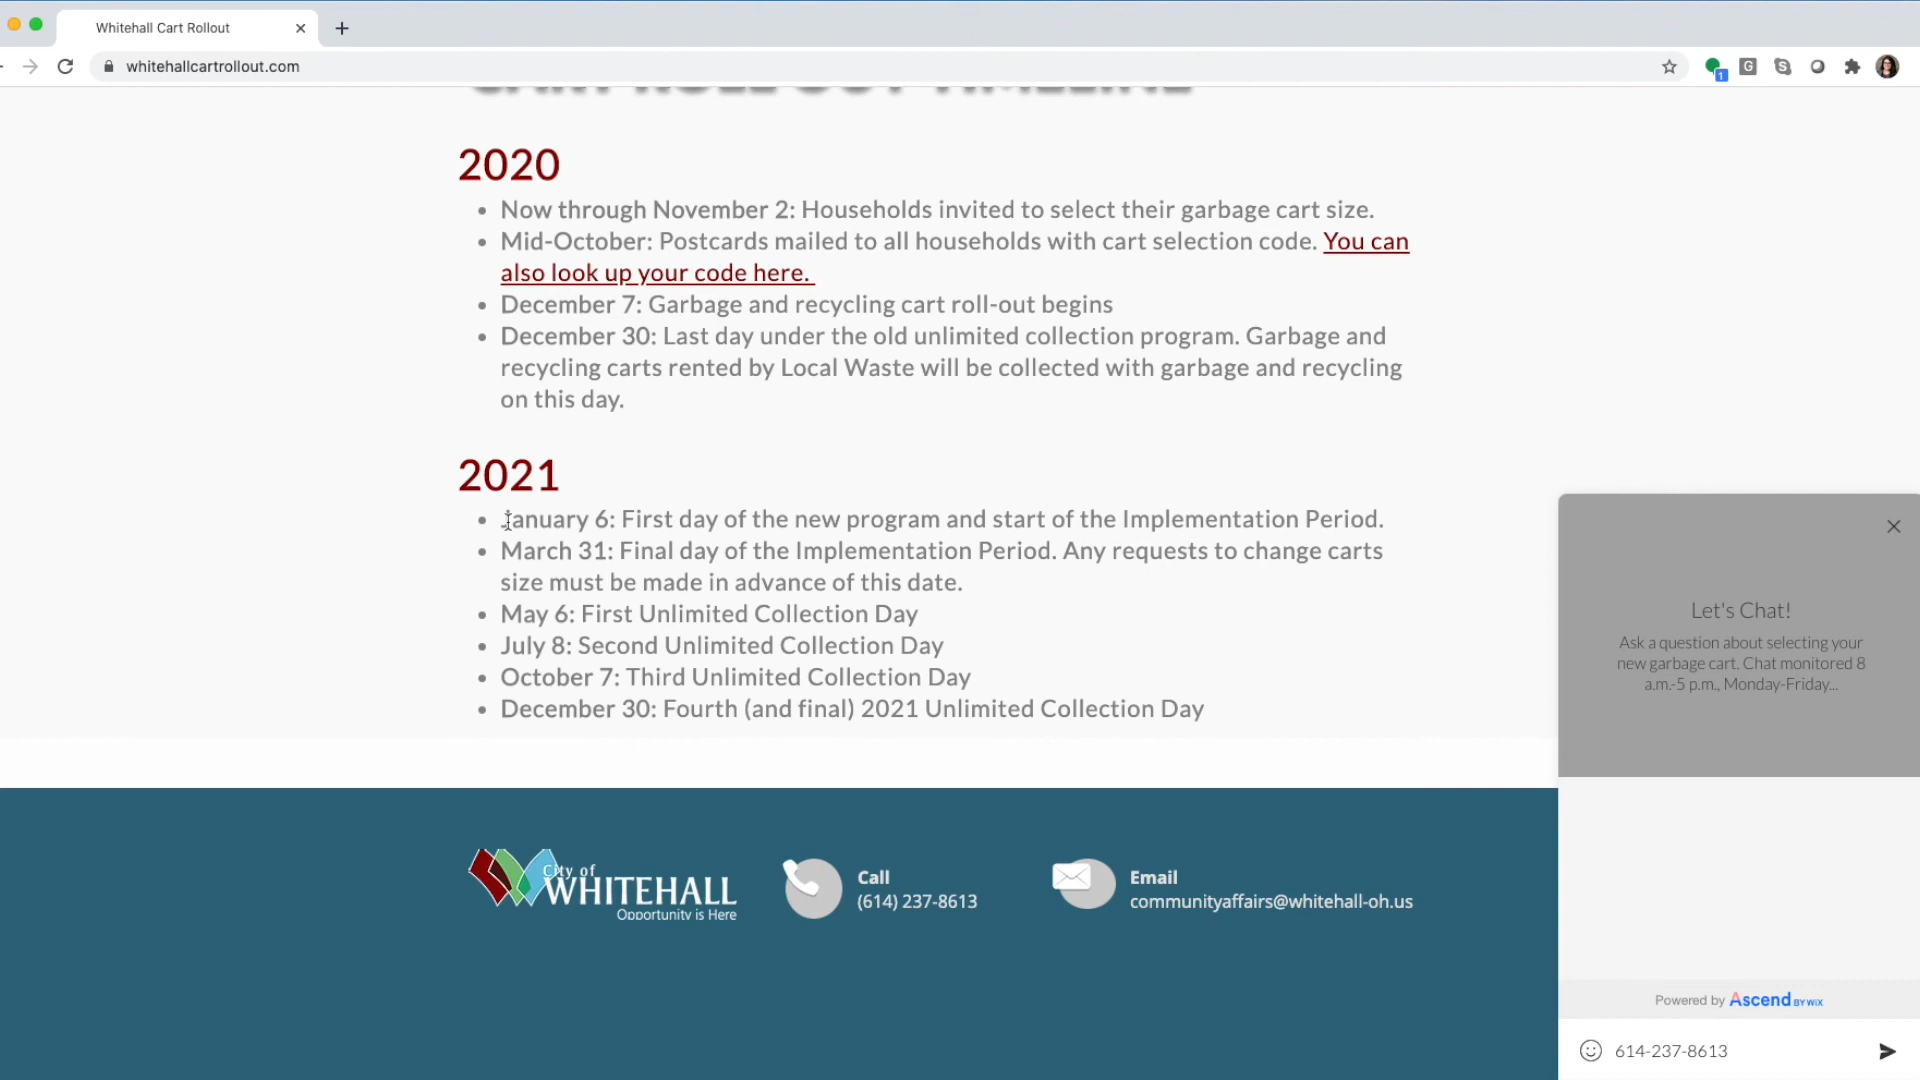 Whitehall Cart Rollout
whitehallcartrollout.com
1
G
CART ROLL OUT TIMELINE
2020
Now through November 2: Households invited to select their garbage cart size.
Mid-October: Postcards mailed to all households with cart selection code. You can
also look up your code here.
December 7: Garbage and recycling cart roll-out begins
December 30: Last day under the old unlimited collection program. Garbage and
recycling carts rented by Local Waste will be collected with garbage and recycling
on this day.
2021
January 6: First day of the new program and start of the Implementation Period.
March 31: Final day of the Implementation Period. Any requests to change carts
size must be made in advance of this date.
May 6: First Unlimited Collection Day
July 8: Second Unlimited Collection Day
October 7: Third Unlimited Collection Day
December 30: Fourth (and final) 2021 Unlimited Collection Day
Let's Chat!
Ask a question about selecting your
new garbage cart. Chat monitored 8
a.m.-5 p.m., Monday-Friday...
City of
WHITEHALL
Opportunity is Here
Call
(614) 237-8613
Email
communityaffairs@whitehall-oh.us
Powered by Ascend BY WIX
614-237-8613